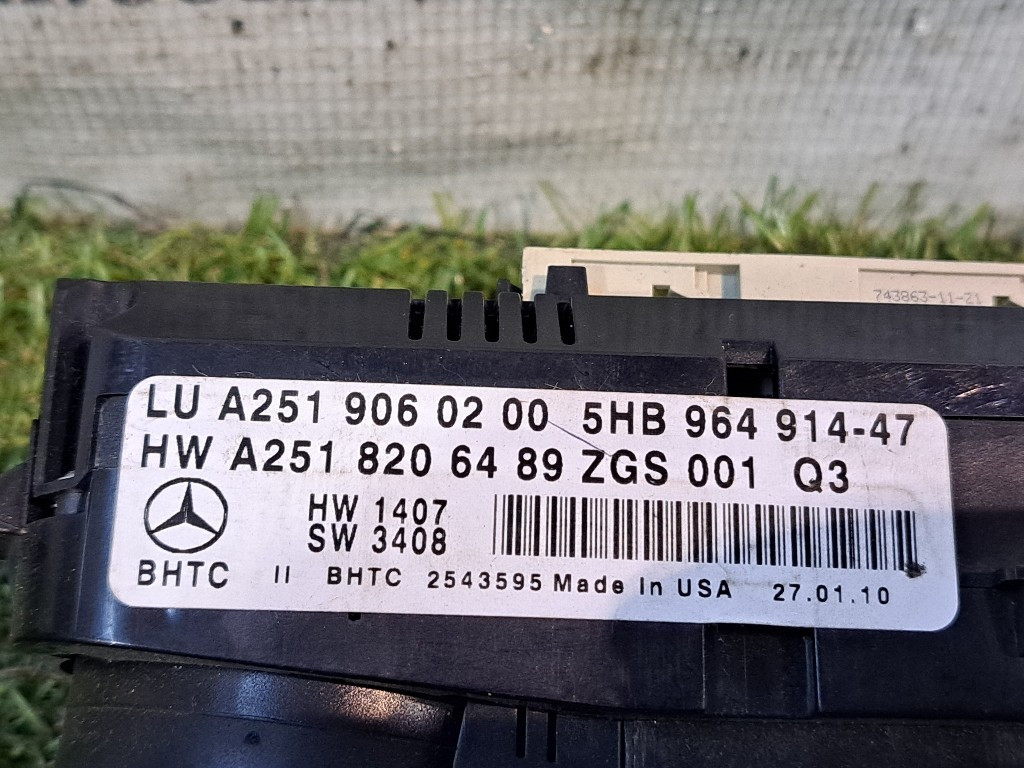 743863-11-21
LU A251 906 02 00 5HB 964 914-47
HW A251 820 64 89 ZGS 001 Q3
HW 1407
SW 3408
BHTC II BHTC 2543595 Made In USA 27.01.10